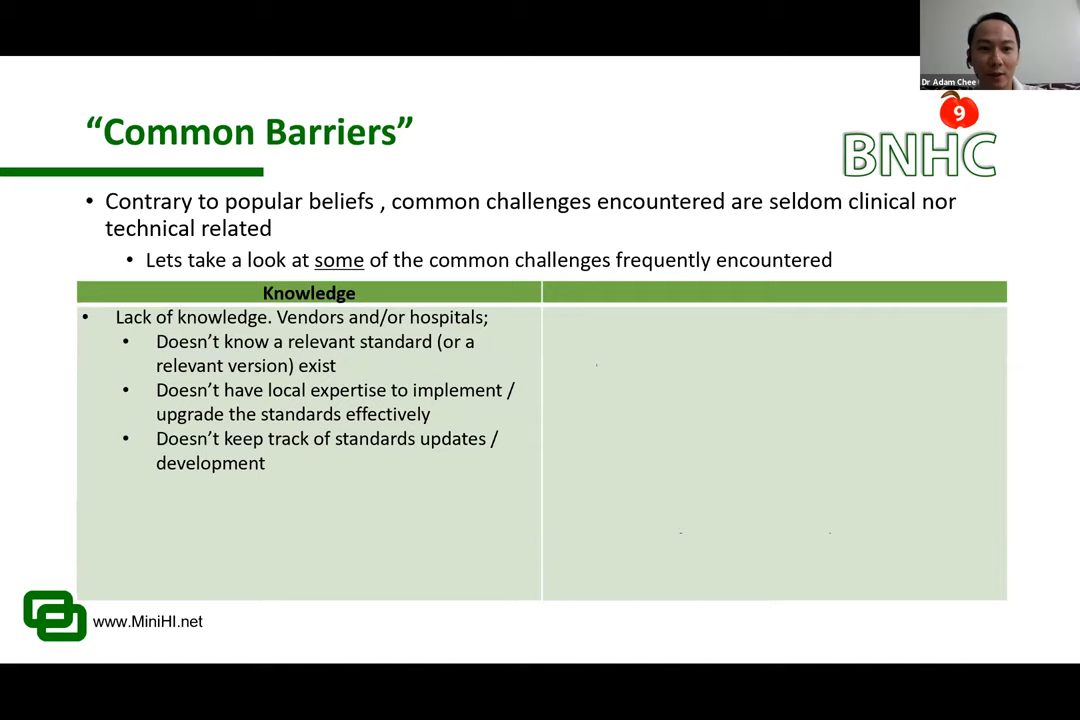 Dr Adam Chee
9
BNHC
“Common Barriers”
• Contrary to popular beliefs , common challenges encountered are seldom clinical nor
technical related
• Lets take a look at some of the common challenges frequently encountered
Knowledge
• Lack of knowledge. Vendors and/or hospitals;
• Doesn’t know a relevant standard (or a
relevant version) exist
• Doesn’t have local expertise to implement /
upgrade the standards effectively
• Doesn’t keep track of standards updates /
development
www.MiniHI.net